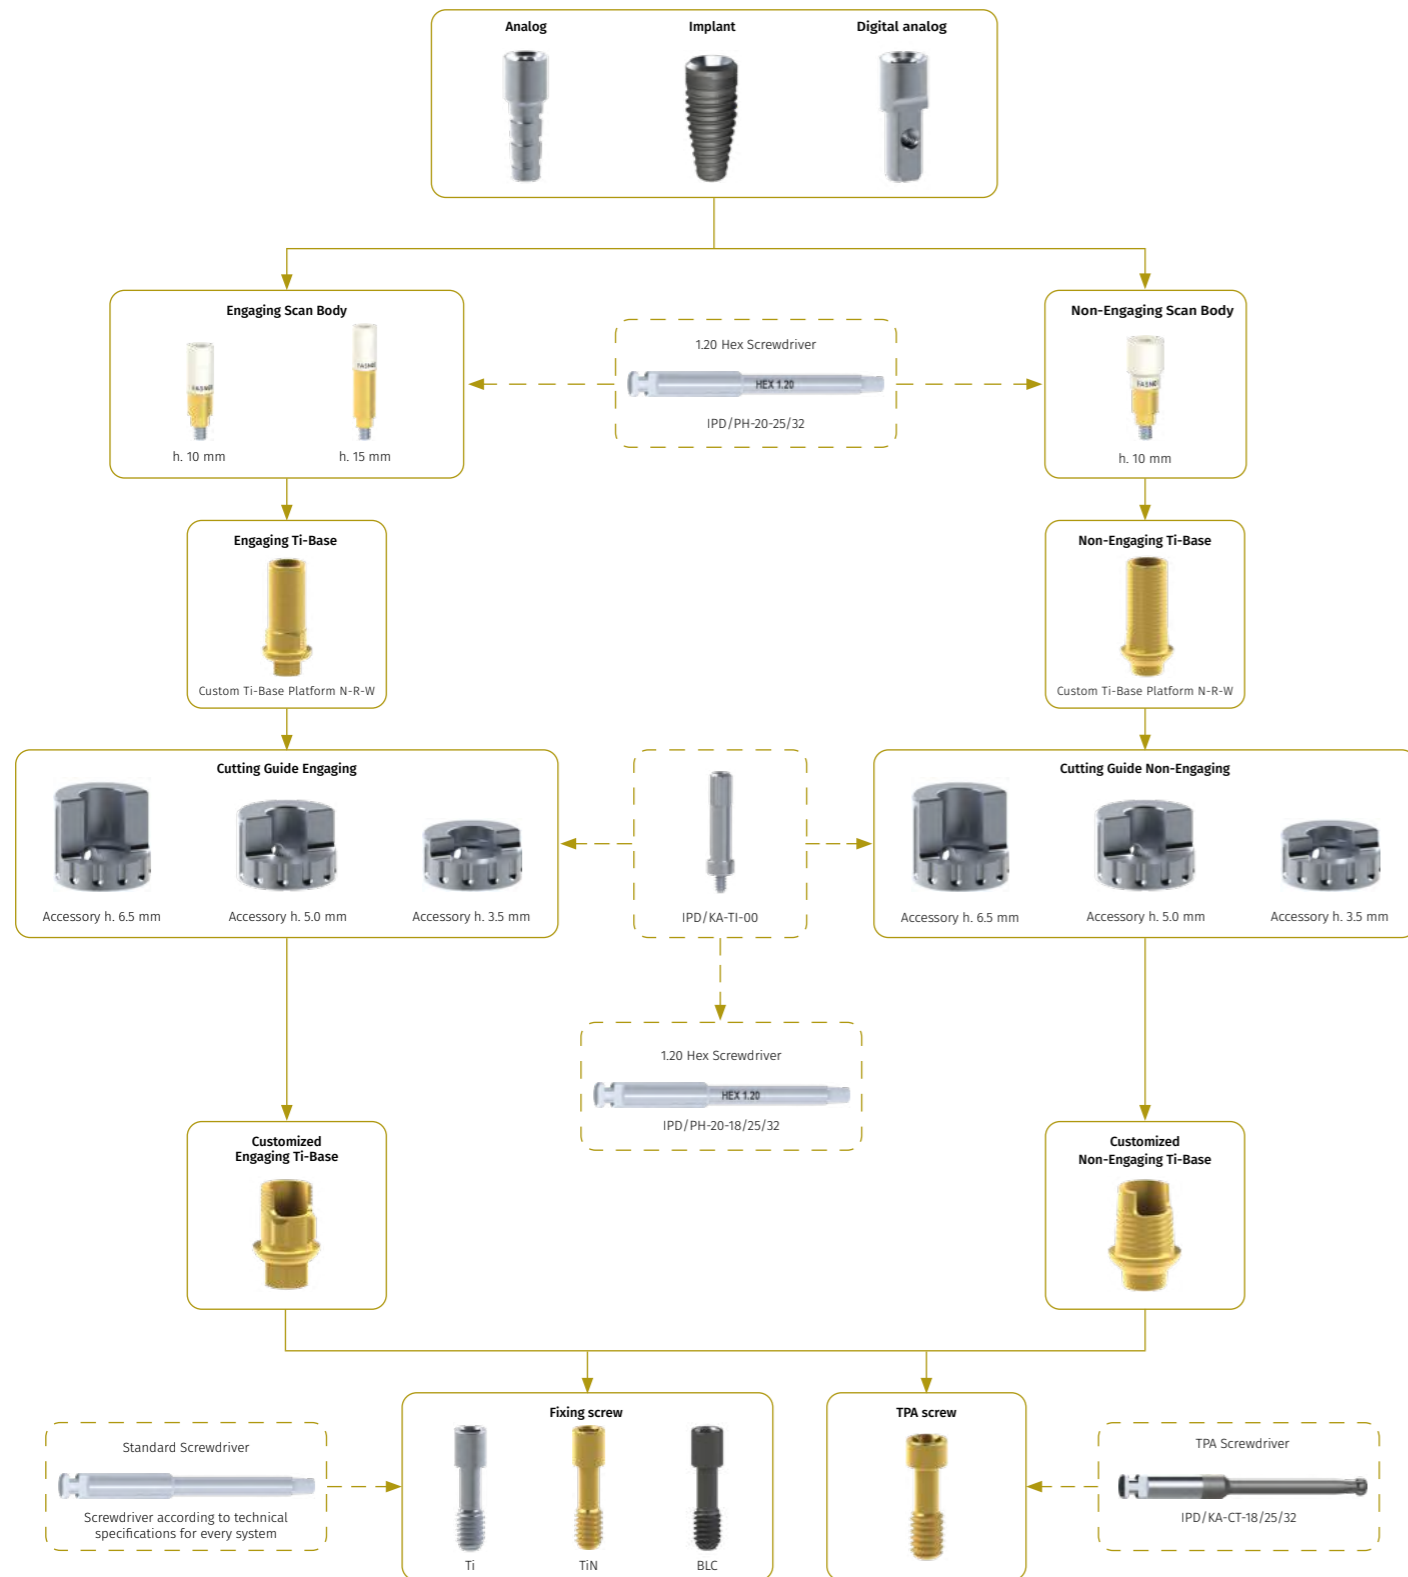 Analog
Implant
Digital analog
Engaging Scan Body
h. 10 mm
h. 15 mm
1.20 Hex Screwdriver
HEX 1.20
IPD/PH-20-25/32
Non-Engaging Scan Body
h. 10 mm
Engaging Ti-Base
Custom Ti-Base Platform N-R-W
Non-Engaging Ti-Base
Custom Ti-Base Platform N-R-W
Cutting Guide Engaging
Accessory h. 6.5 mm
Accessory h. 5.0 mm
Accessory h. 3.5 mm
IPD/KA-TI-00
Cutting Guide Non-Engaging
Accessory h. 6.5 mm
Accessory h. 5.0 mm
Accessory h. 3.5 mm
1.20 Hex Screwdriver
HEX 1.20
IPD/PH-20-18/25/32
Customized
Engaging Ti-Base
Customized
Non-Engaging Ti-Base
Standard Screwdriver
Screwdriver according to technical
specifications for every system
Fixing screw
Ti
TiN
BLC
TPA screw
TPA Screwdriver
IPD/KA-CT-18/25/32